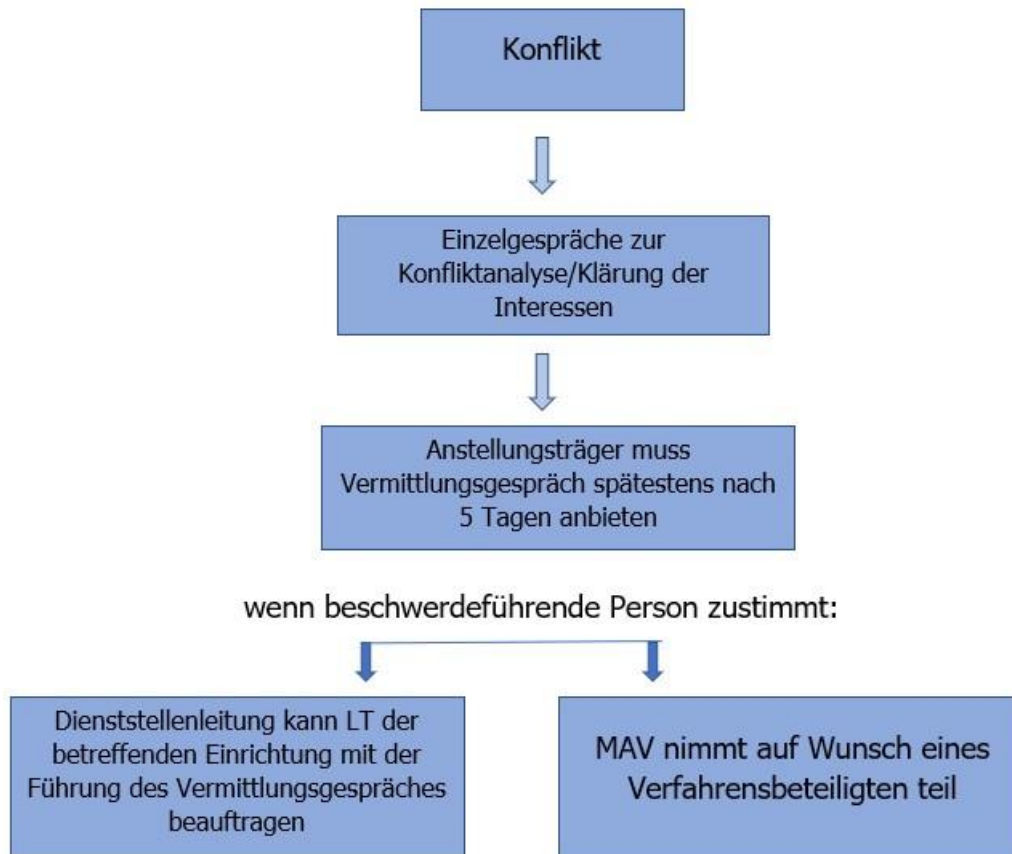 Konflikt
Einzelgespräche zur
Konfliktanalyse/Klärung der
Interessen
Anstellungsträger muss
Vermittlungsgespräch spätestens nach
5 Tagen anbieten
wenn beschwerdeführende Person zustimmt:
Dienststellenleitung kann LT der
betreffenden Einrichtung mit der
Führung des Vermittlungsgespräches
beauftragen
MAV nimmt auf Wunsch eines
Verfahrensbeteiligten teil